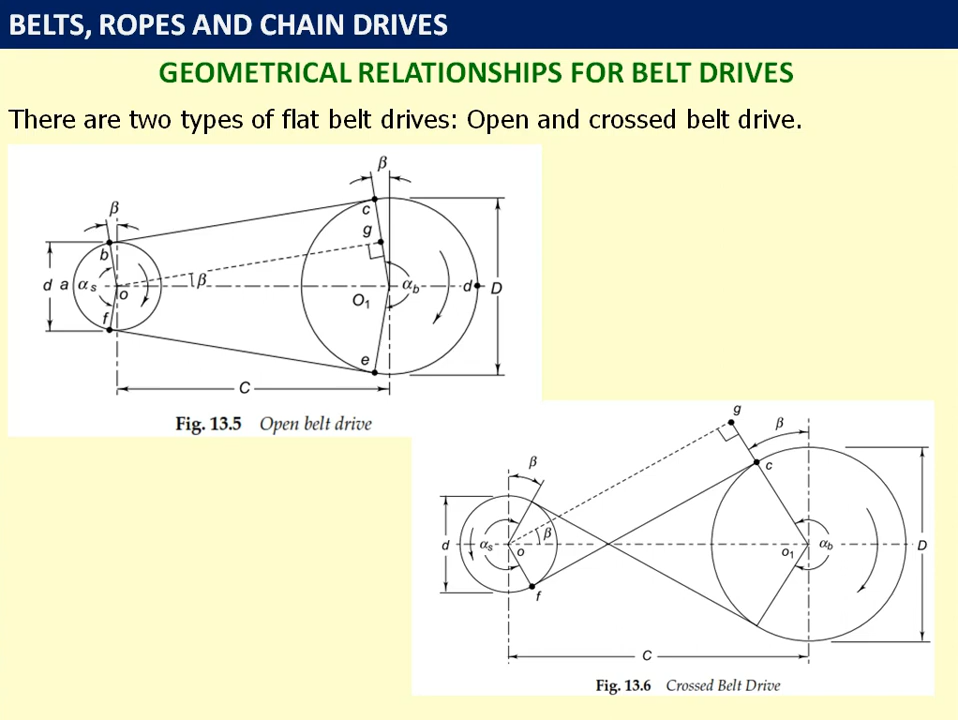 BELTS, ROPES AND CHAIN DRIVES
GEOMETRICAL RELATIONSHIPS FOR BELT DRIVES
There are two types of flat belt drives: Open and crossed belt drive.
β
β
c
g
b
d a αs o β O1 αb d D
f
e
C
Fig. 13.5 Open belt drive
g
β
β
c
d αs o β o1 αb D
f
C
Fig. 13.6 Crossed Belt Drive